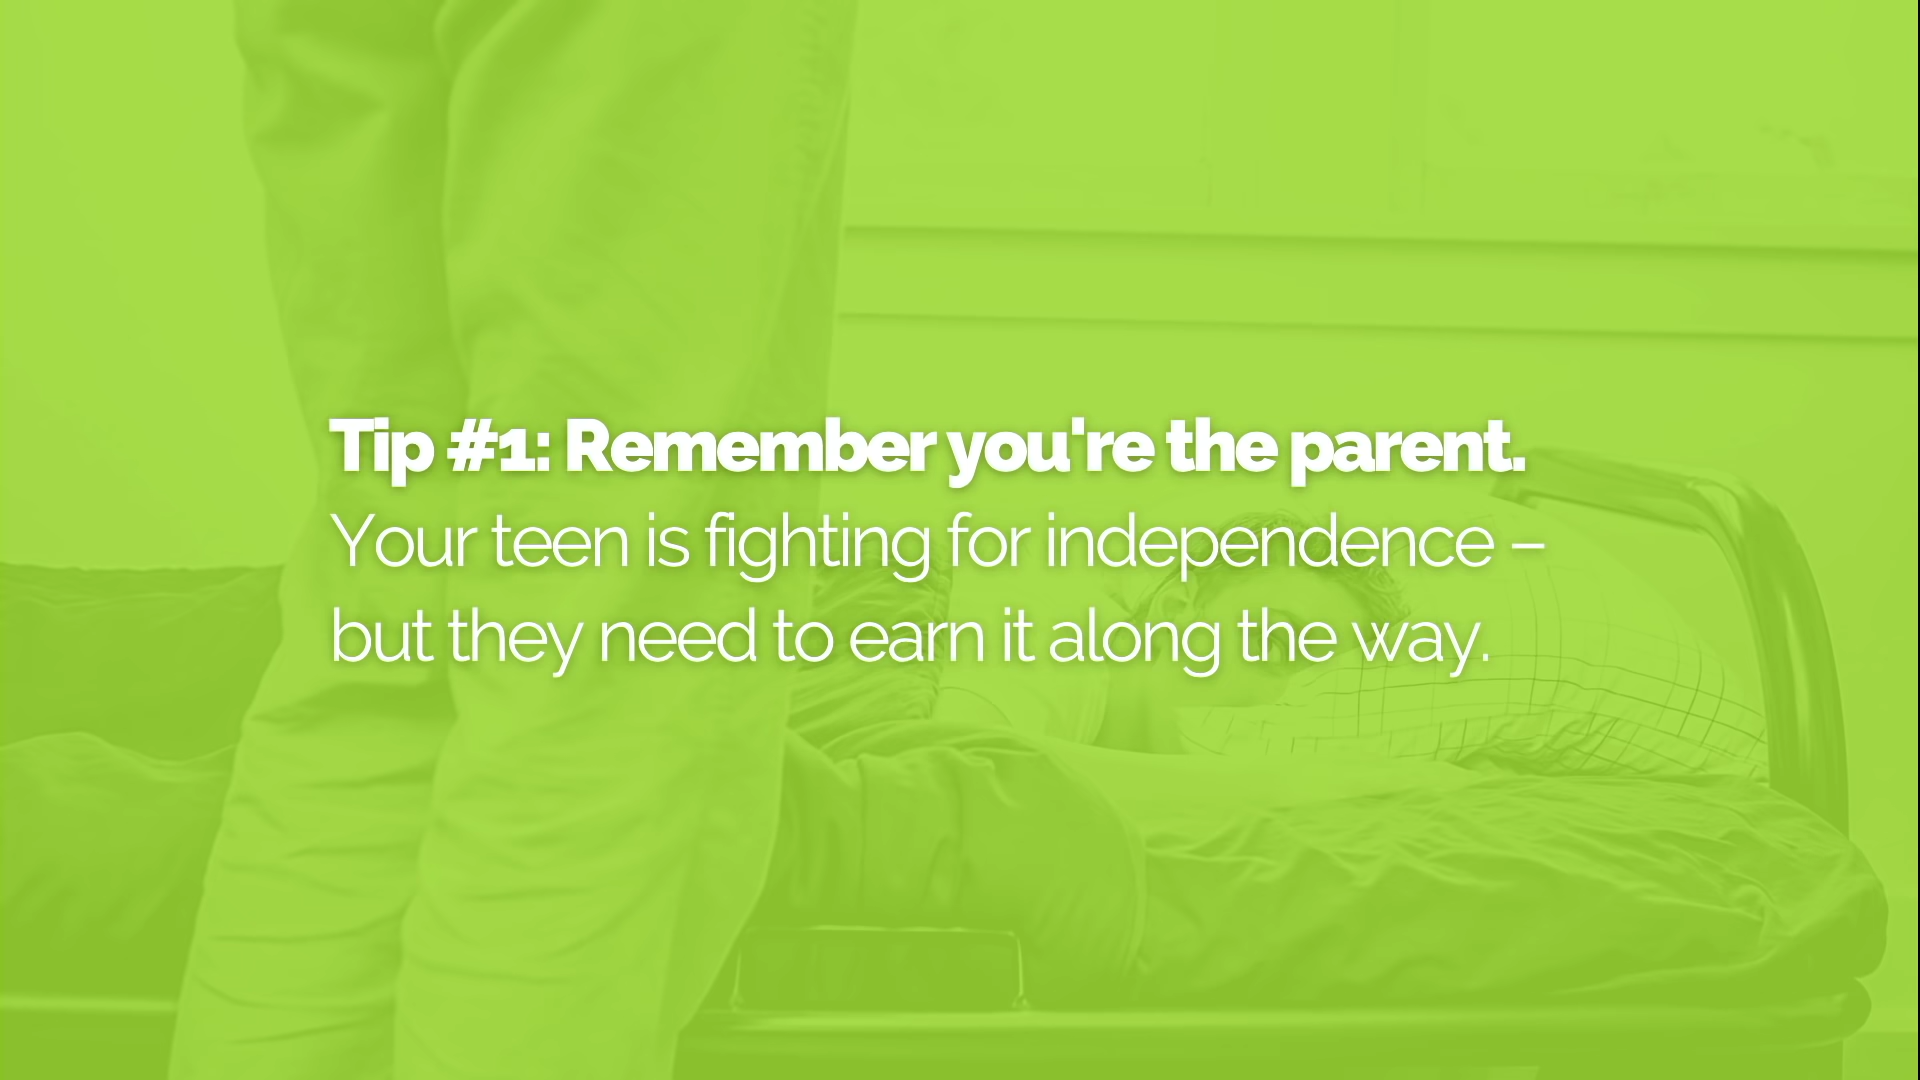 Tip #1: Remember you're the parent.
Your teen is fighting for independence –
but they need to earn it along the way.